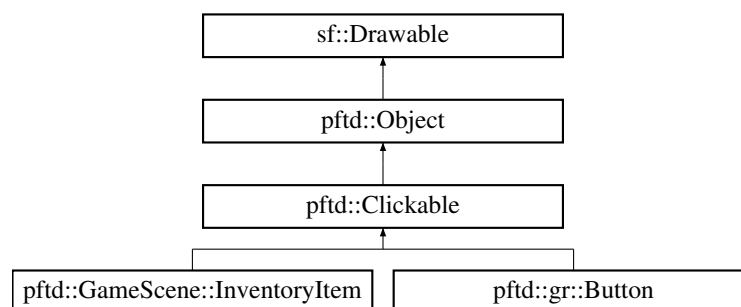 sf::Drawable
pftd::Object
pftd::Clickable
pftd::GameScene::InventoryItem
pftd::gr::Button